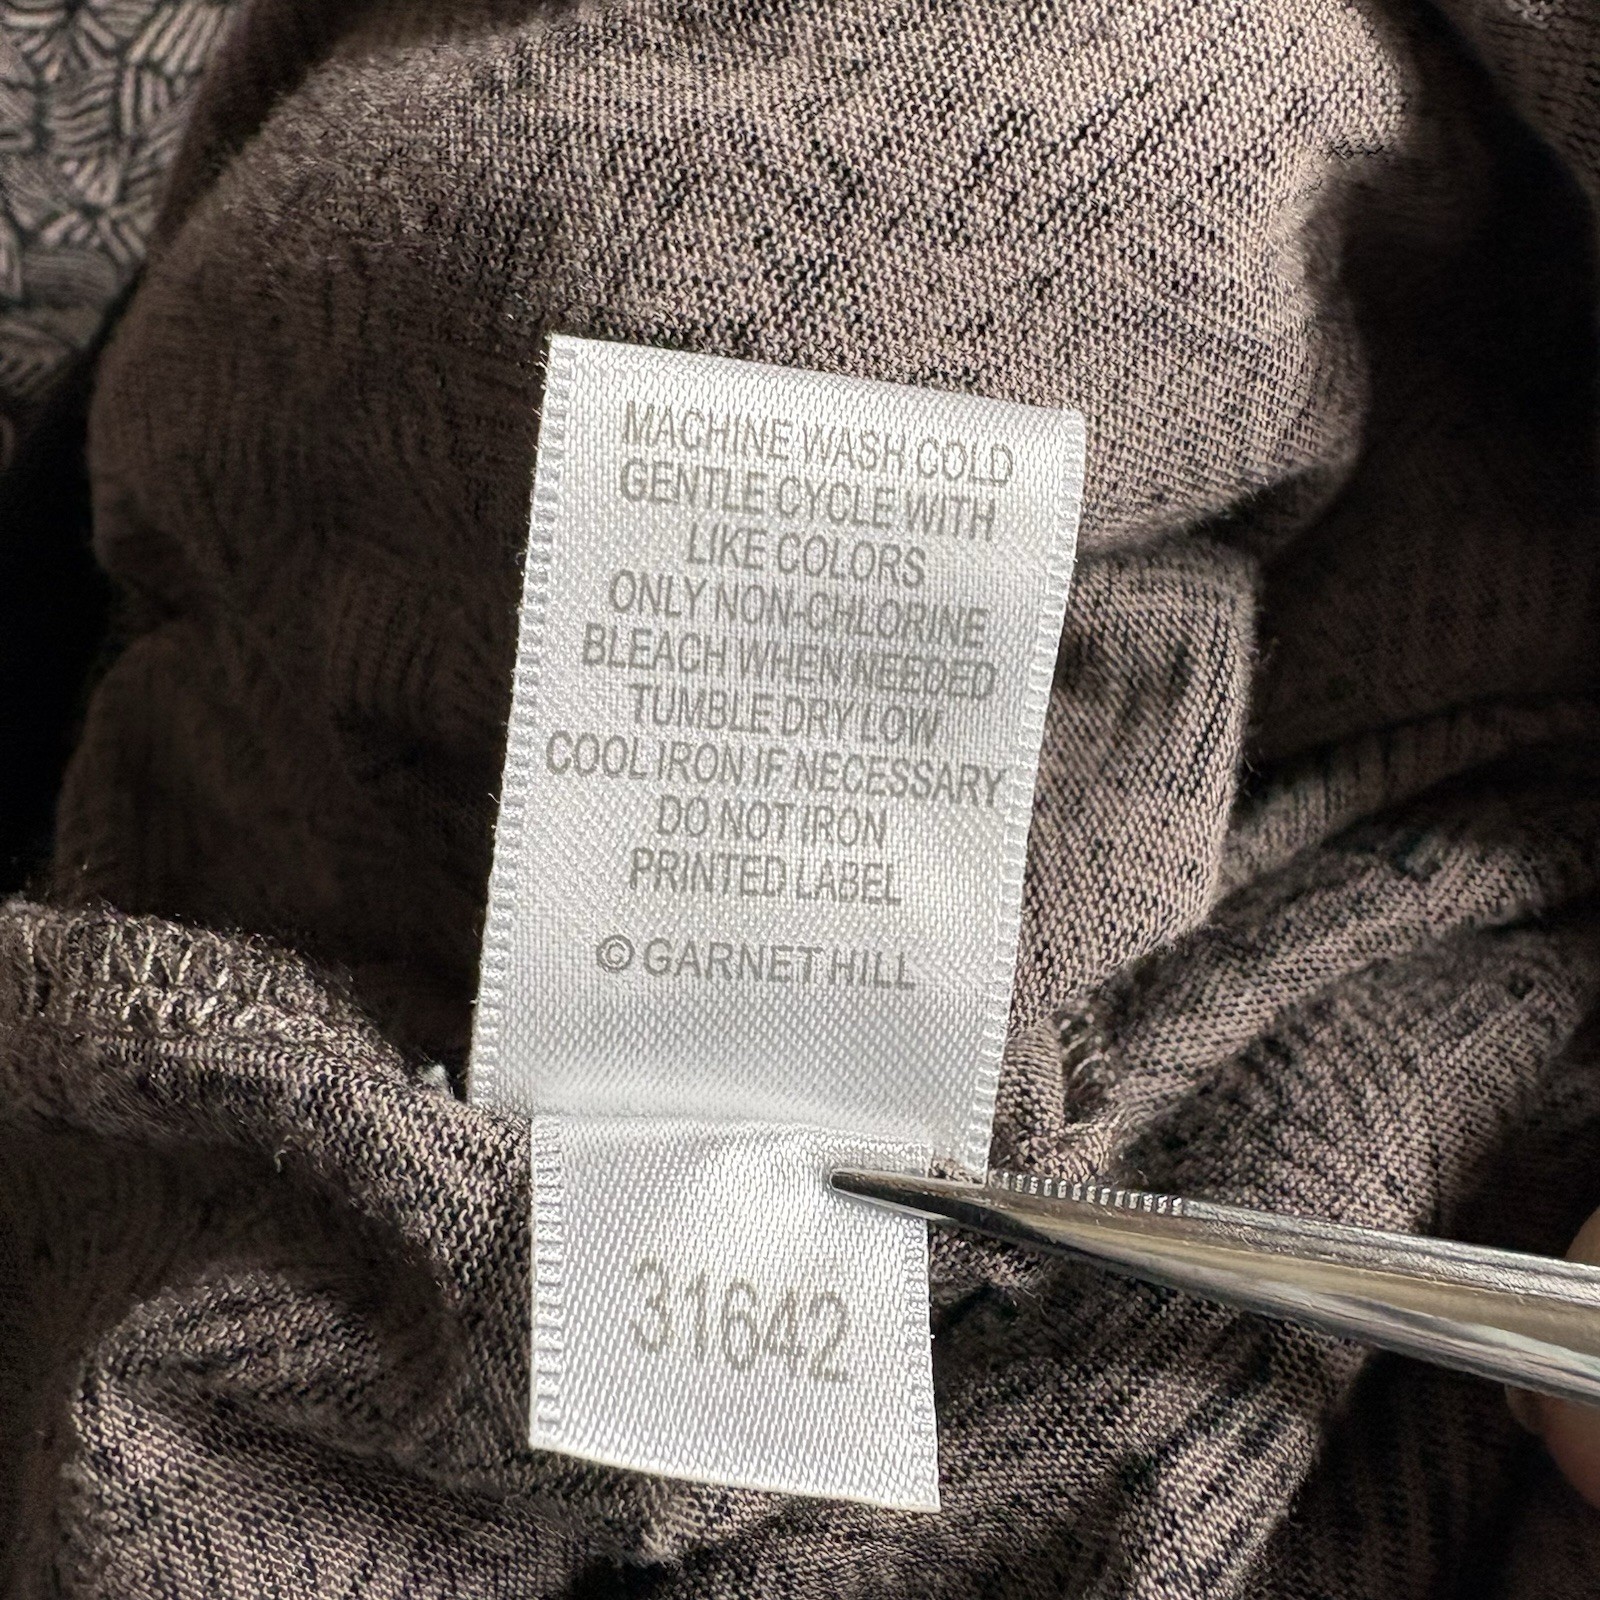 MACHINE WASH COLD
GENTLE CYCLE WITH
LIKE COLORS
ONLY NON-CHLORINE
BLEACH WHEN NEEDED
TUMBLE DRY LOW
COOL IRON IF NECESSARY
DO NOT IRON
PRINTED LABEL
© GARNET HILL
31642